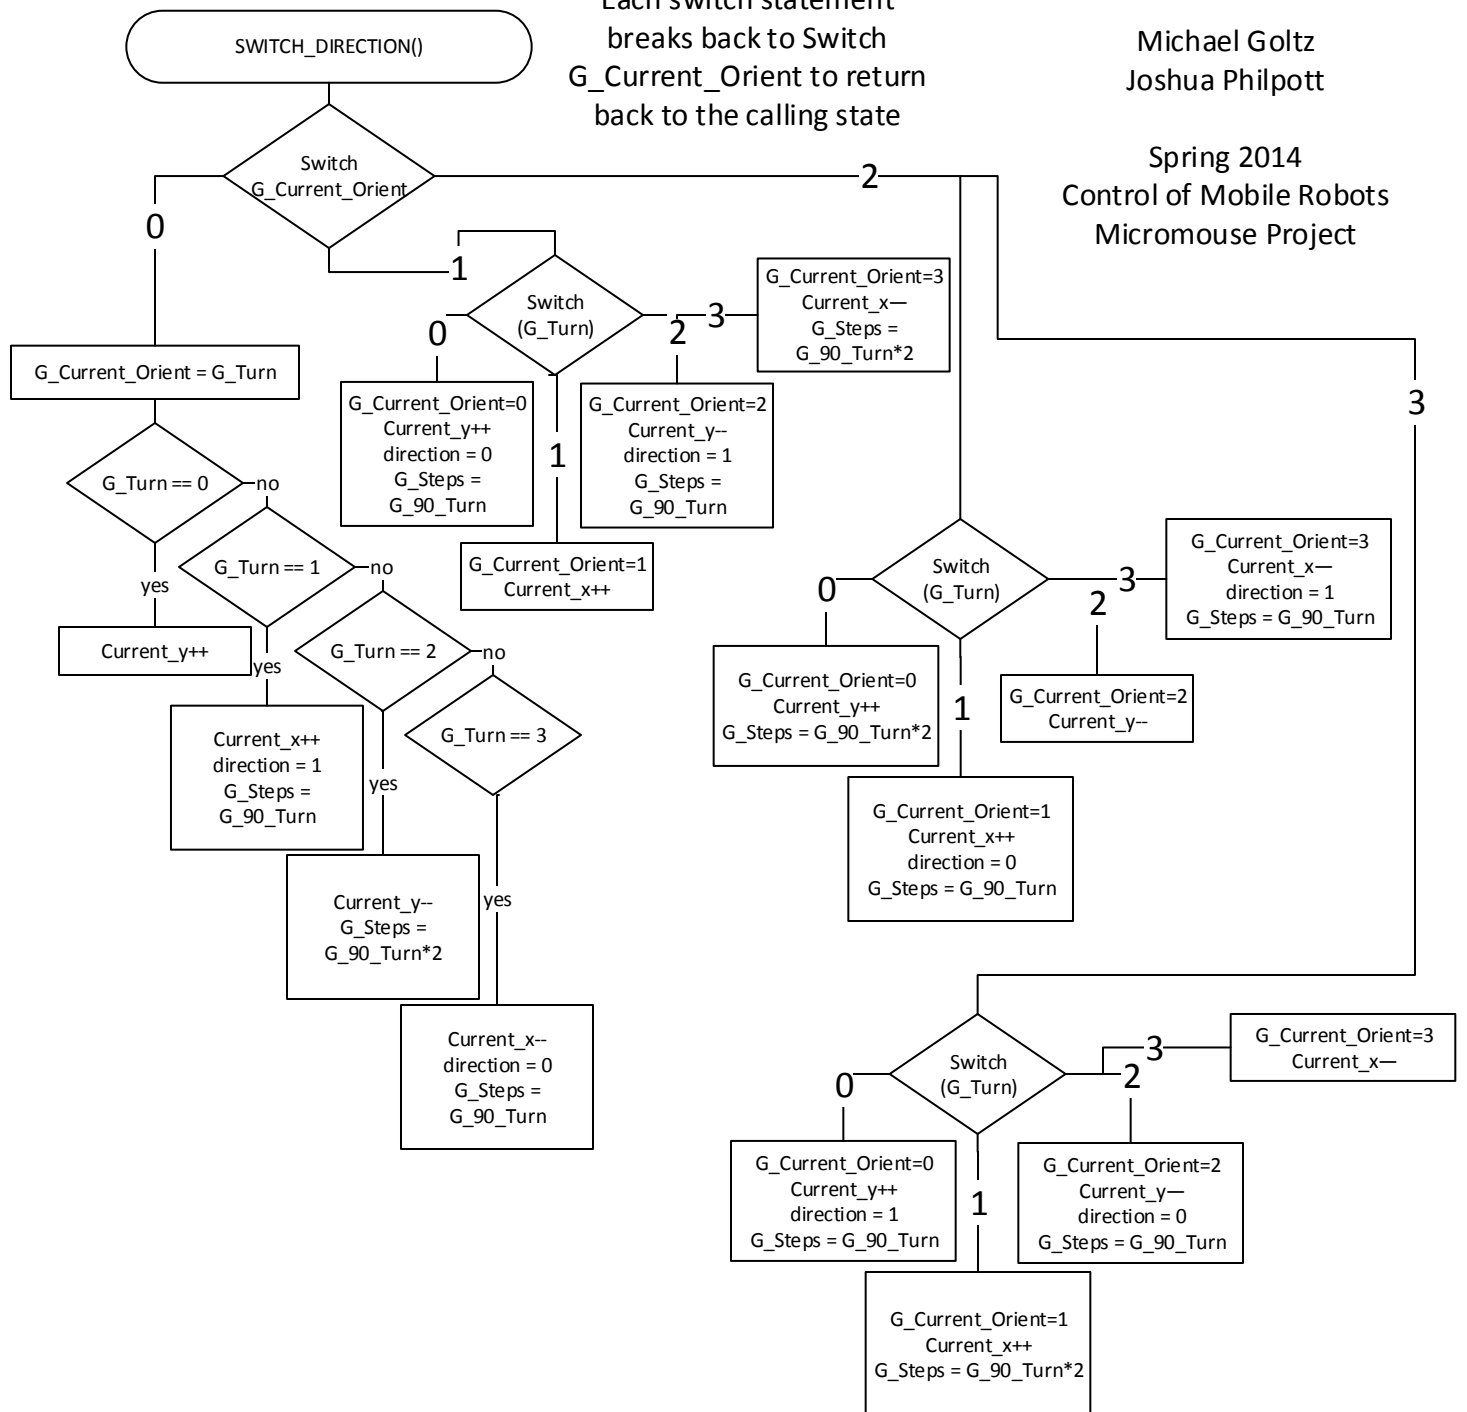 Each switch statement
breaks back to Switch
G_Current_Orient to return
back to the calling state
Michael Goltz
Joshua Philpott
Spring 2014
Control of Mobile Robots
Micromouse Project
SWITCH_DIRECTION()
Switch
G_Current_Orient
0
1
2
3
G_Current_Orient = G_Turn
G_Turn == 0
no
yes
Current_y++
G_Turn == 1
no
yes
Current_x++
direction = 1
G_Steps =
G_90_Turn
G_Turn == 2
no
yes
Current_y--
G_Steps =
G_90_Turn*2
G_Turn == 3
yes
Current_x--
direction = 0
G_Steps =
G_90_Turn
Switch
(G_Turn)
0
G_Current_Orient=0
Current_y++
direction = 0
G_Steps =
G_90_Turn
1
G_Current_Orient=1
Current_x++
2
G_Current_Orient=2
Current_y--
direction = 1
G_Steps =
G_90_Turn
3
G_Current_Orient=3
Current_x—
G_Steps =
G_90_Turn*2
Switch
(G_Turn)
0
G_Current_Orient=0
Current_y++
G_Steps = G_90_Turn*2
1
G_Current_Orient=1
Current_x++
direction = 0
G_Steps = G_90_Turn
2
G_Current_Orient=2
Current_y--
3
G_Current_Orient=3
Current_x—
direction = 1
G_Steps = G_90_Turn
Switch
(G_Turn)
0
G_Current_Orient=0
Current_y++
direction = 1
G_Steps = G_90_Turn
1
G_Current_Orient=1
Current_x++
G_Steps = G_90_Turn*2
2
G_Current_Orient=2
Current_y—
direction = 0
G_Steps = G_90_Turn
3
G_Current_Orient=3
Current_x—